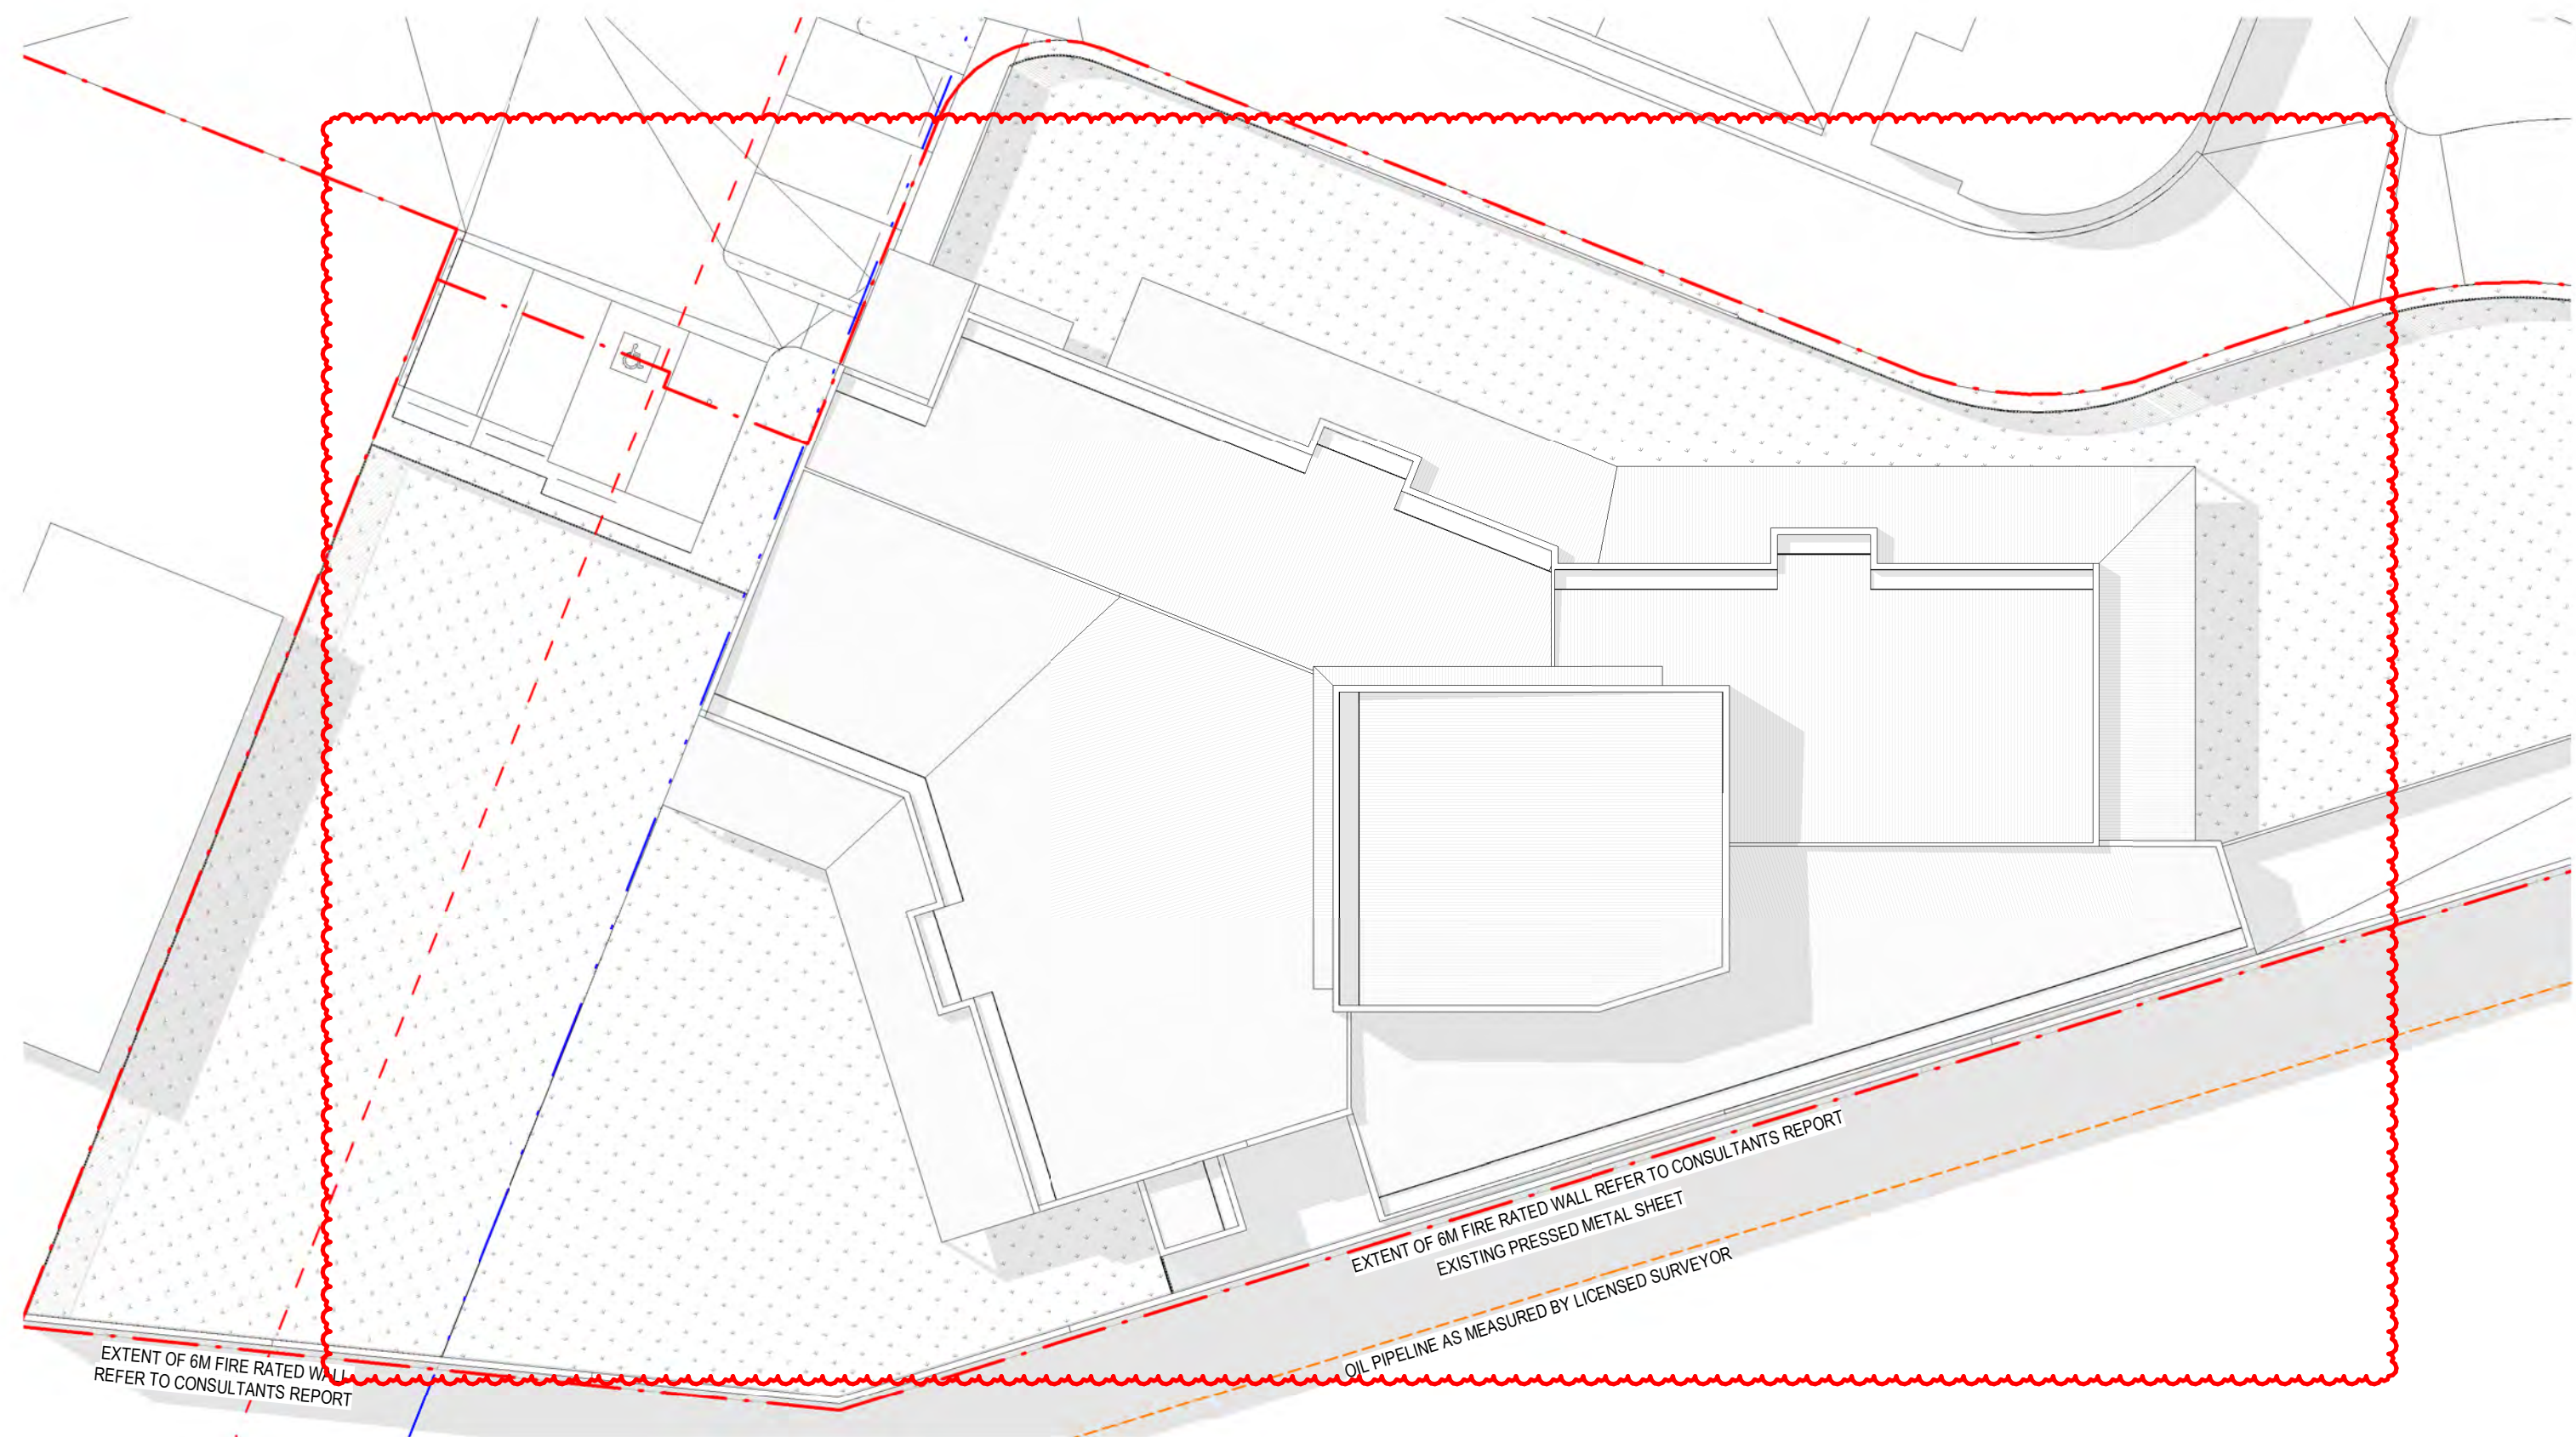 EXTENT OF 6M FIRE RATED WALL REFER TO CONSULTANTS REPORT
EXISTING PRESSED METAL SHEET
OIL PIPELINE AS MEASURED BY LICENSED SURVEYOR
EXTENT OF 6M FIRE RATED WALL
REFER TO CONSULTANTS REPORT